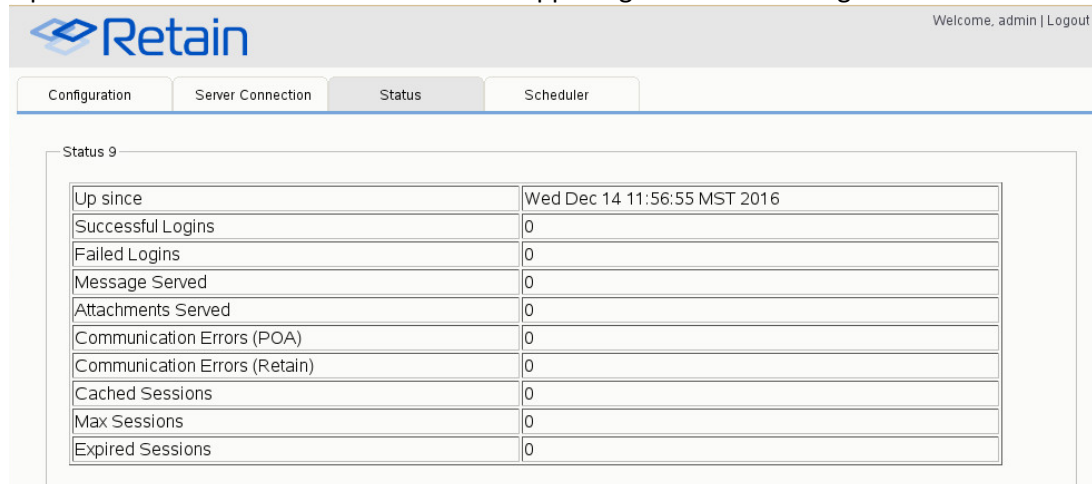 Retain
Welcome, admin | Logout
Configuration Server Connection Status Scheduler
Status 9
Up since Wed Dec 14 11:56:55 MST 2016
Successful Logins 0
Failed Logins 0
Message Served 0
Attachments Served 0
Communication Errors (POA) 0
Communication Errors (Retain) 0
Cached Sessions 0
Max Sessions 0
Expired Sessions 0